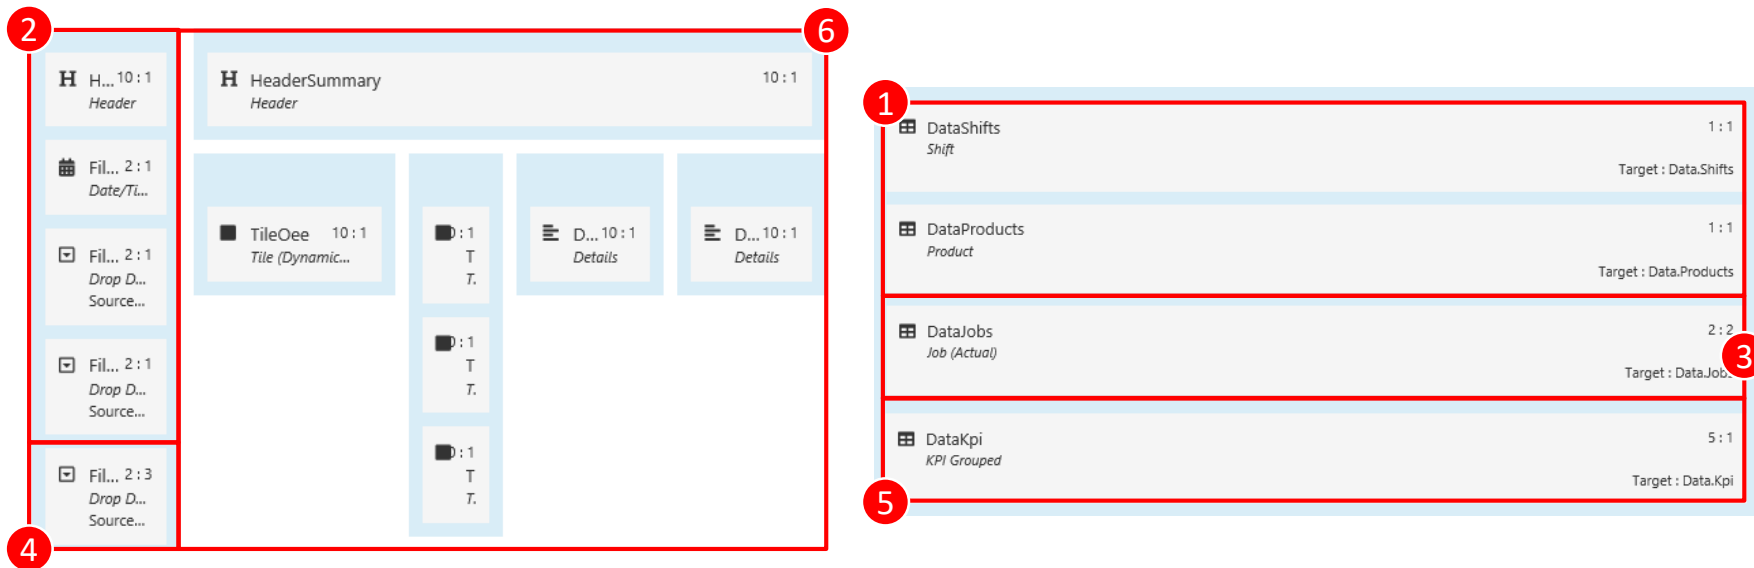 2
6
H H... 10 : 1
Header
Fil... 2 : 1
Date/Ti...
Fil... 2 : 1
Drop D...
Source...
Fil... 2 : 1
Drop D...
Source...
Fil... 2 : 3
Drop D...
Source...
4
H HeaderSummary 10 : 1
Header
TileOee 10 : 1
Tile (Dynamic...
: 1
T
T.
: 1
T
T.
: 1
T
T.
D... 10 : 1
Details
D... 10 : 1
Details
1
DataShifts 1 : 1
Shift
Target : Data.Shifts
DataProducts 1 : 1
Product
Target : Data.Products
DataJobs 2 : 2
Job (Actual)
3
Target : Data.Jobs
DataKpi 5 : 1
KPI Grouped
Target : Data.Kpi
5